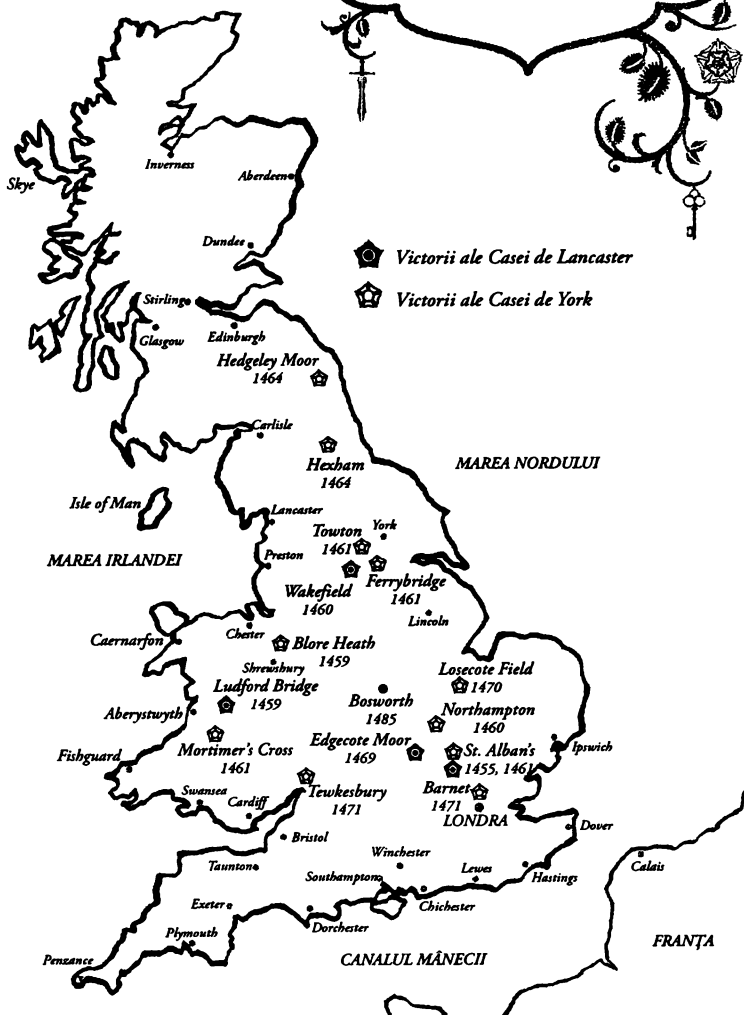 Inverness
Skye
Aberdeen
Dundee
Victorii ale Casei de Lancaster
Victorii ale Casei de York
Stirling
Glasgow
Edinburgh
Hedgeley Moor
1464
Carlisle
Hexham
1464
MAREA NORDULUI
Isle of Man
Lancaster
MAREA IRLANDEI
Towton
1461
York
Preston
Wakefield
1460
Ferrybridge
1461
Lincoln
Chester
Caernarfon
Blore Heath
1459
Shrewsbury
Losecote Field
1470
Ludford Bridge
1459
Bosworth
1485
Northampton
1460
Aberystwyth
Mortimer's Cross
1461
Edgecote Moor
1469
St. Alban's
1455, 1461
Ipswich
Fishguard
Swansea
Cardiff
Tewkesbury
1471
Barnet
1471
LONDRA
Bristol
Dover
Winchester
Taunton
Southampton
Lewes
Hastings
Calais
Exeter
Chichester
Dorchester
Plymouth
Penzance
CANALUL MÂNECII
FRANȚA